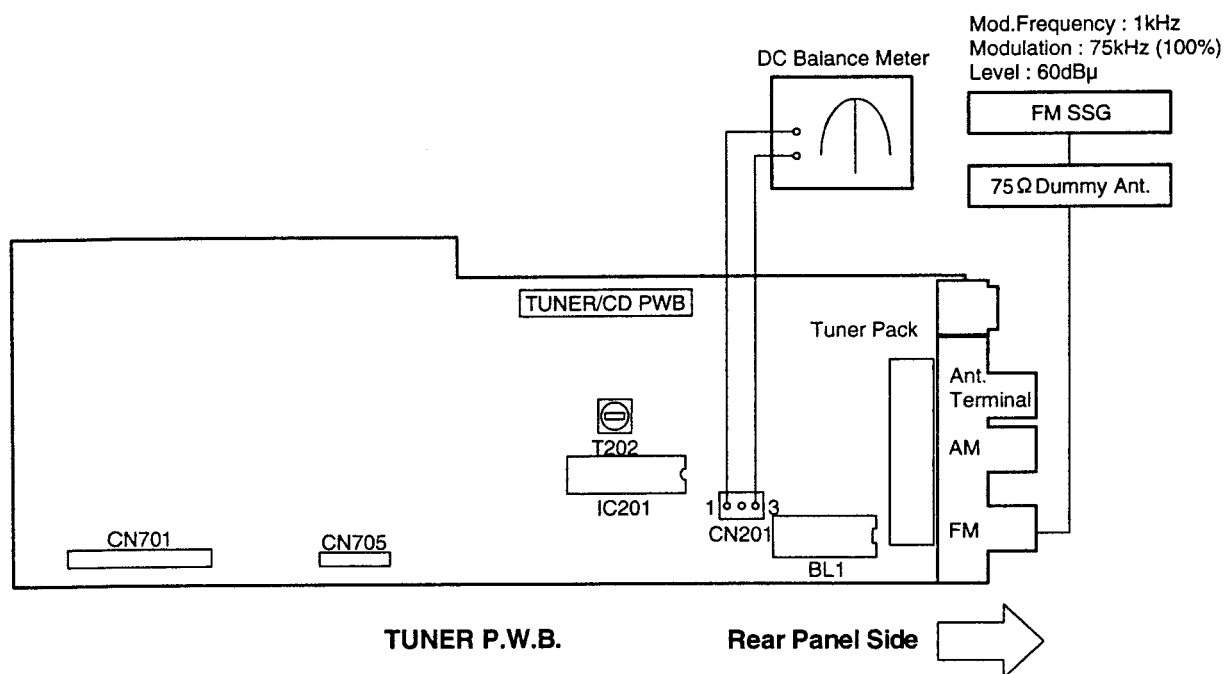 Mod.Frequency : 1kHz
Modulation : 75kHz (100%)
Level : 60dBµ
DC Balance Meter
FM SSG
75Ω Dummy Ant.
TUNER/CD PWB
Tuner Pack
Ant.
Terminal
T202
AM
IC201
1
3
CN201
FM
CN701
CN705
BL1
TUNER P.W.B.
Rear Panel Side